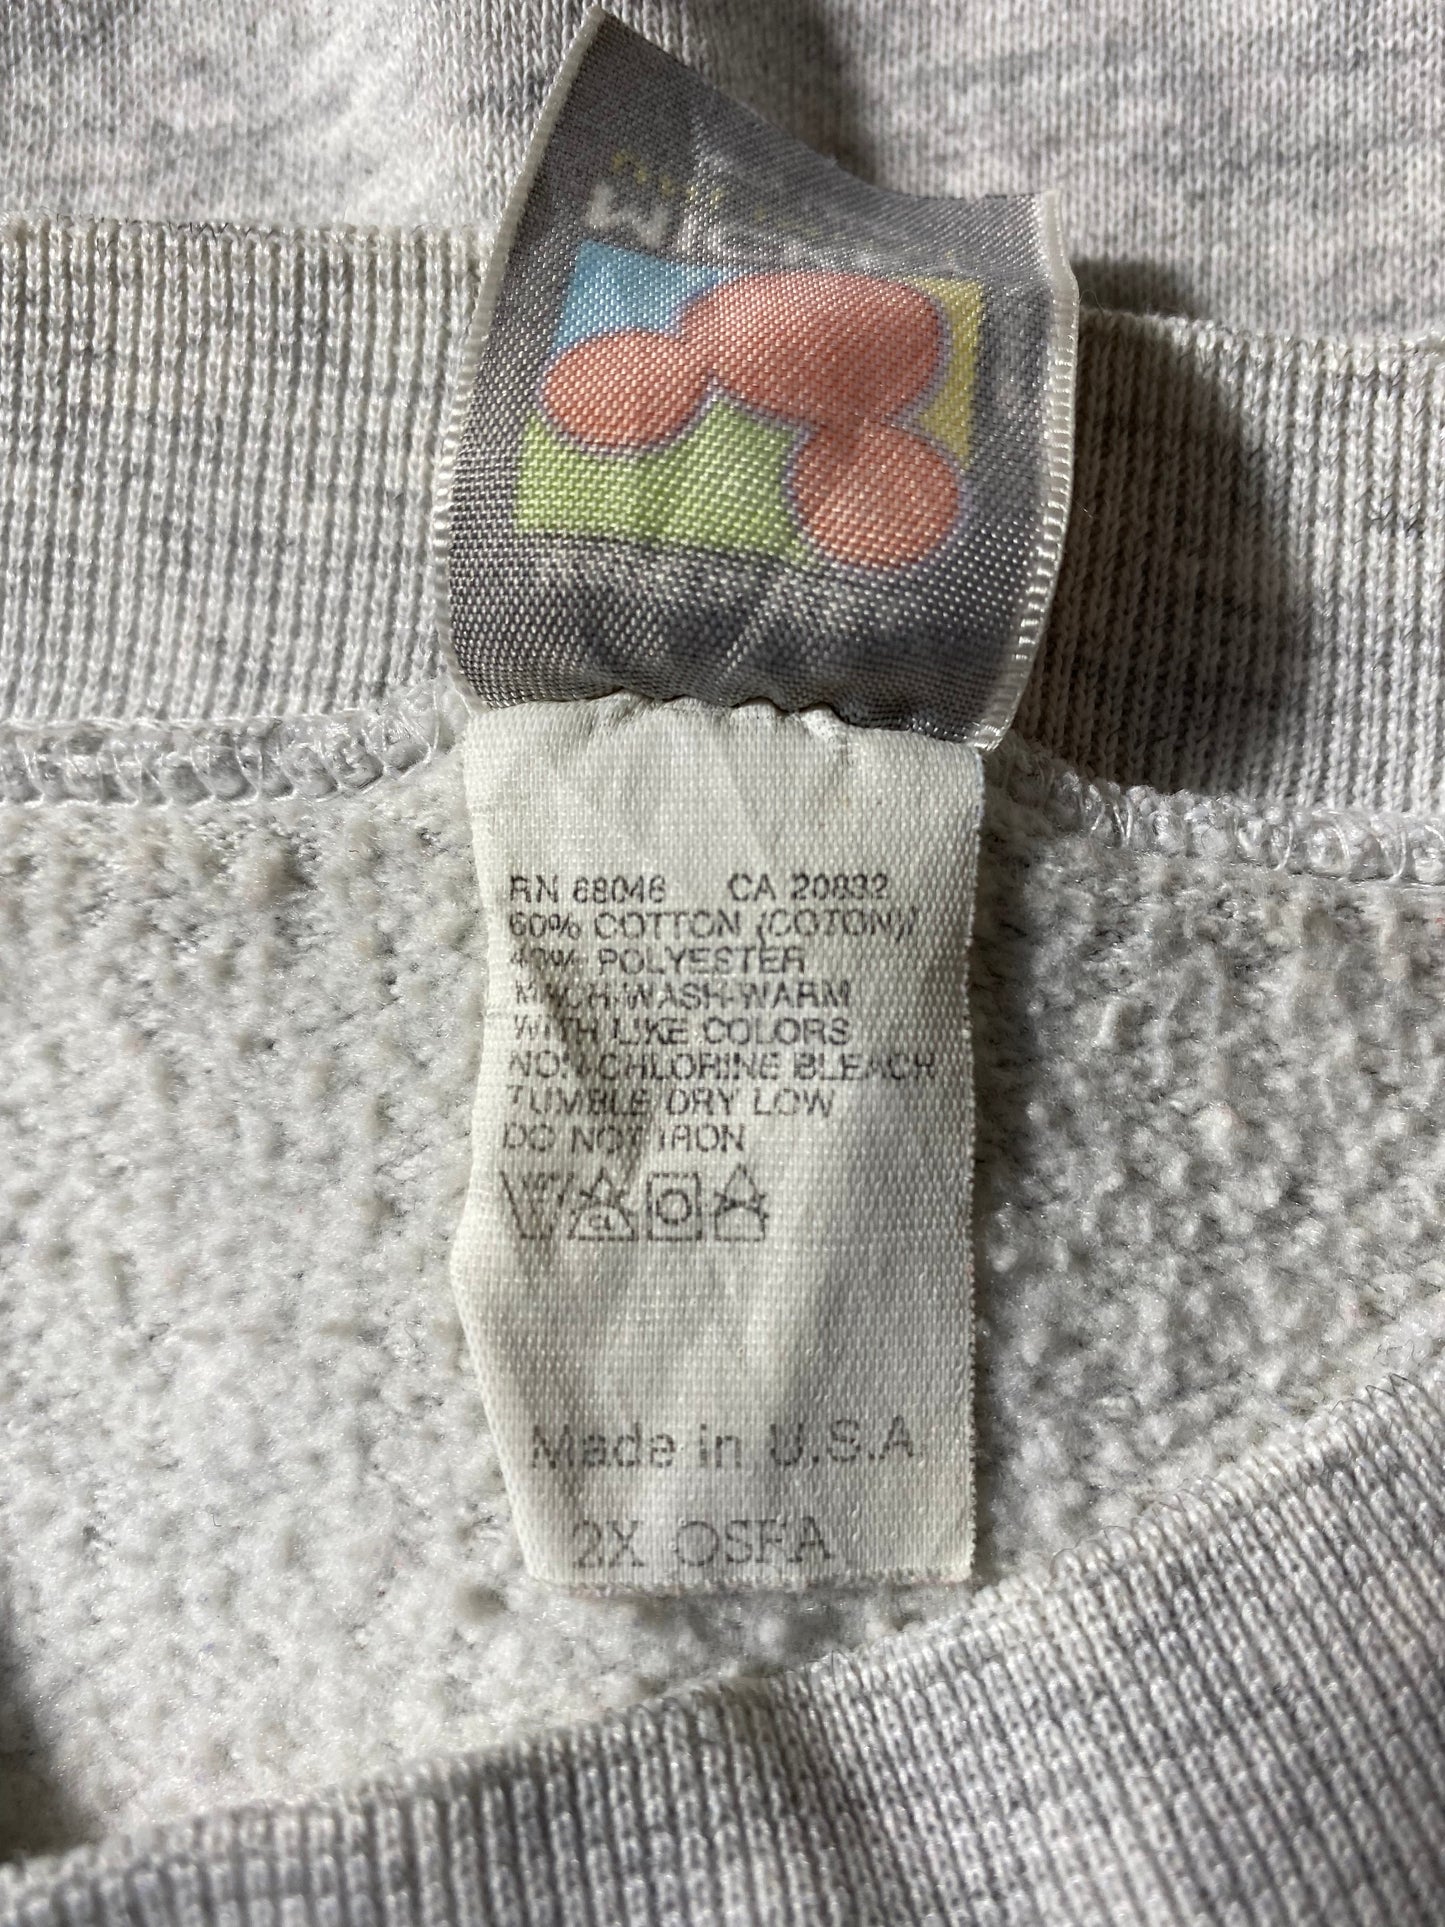 RN 68046 CA 20832
60% COTTON (COTON)
40% POLYESTER
MACH-WASH-WARM
WITH LIKE COLORS
NON-CHLORINE BLEACH
TUMBLE DRY LOW
DO NOT IRON
Made in U.S.A.
2X OSFA